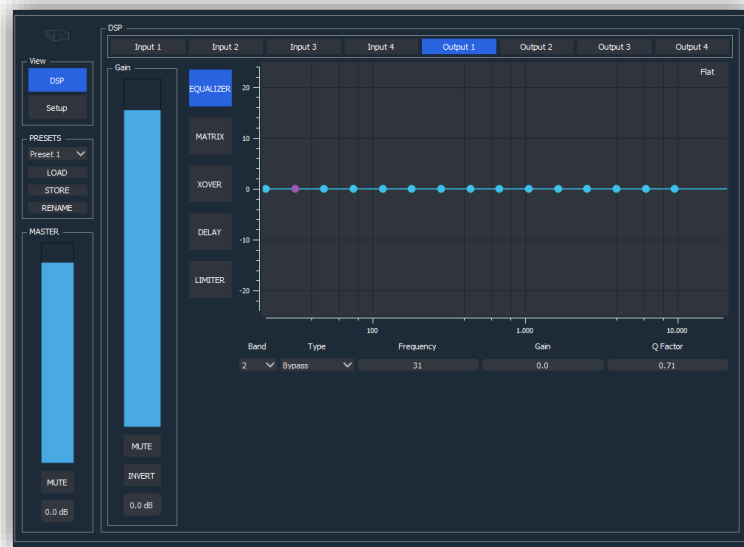 DSP
Input 1 Input 2 Input 3 Input 4 Output 1 Output 2 Output 3 Output 4
View
DSP
Setup
PRESETS
Preset 1
LOAD
STORE
RENAME
MASTER
MUTE
0.0 dB
Gain
MUTE
INVERT
0.0 dB
EQUALIZER
MATRIX
XOVER
DELAY
LIMITER
Flat
20
10
0
-10
-20
100 1.000 10.000
Band Type Frequency Gain Q Factor
2 Bypass 31 0.0 0.71